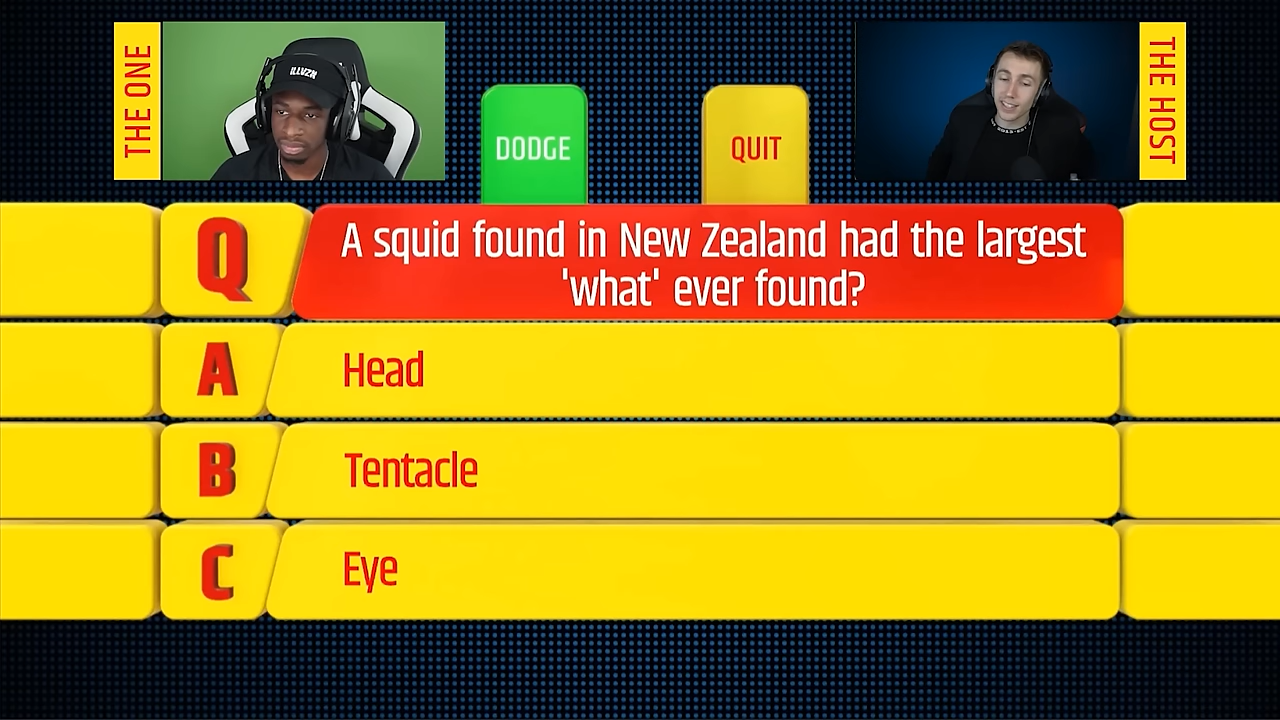 THE ONE
ILLVZN
DODGE
QUIT
THE HOST
Q
A squid found in New Zealand had the largest
'what' ever found?
A
Head
B
Tentacle
C
Eye